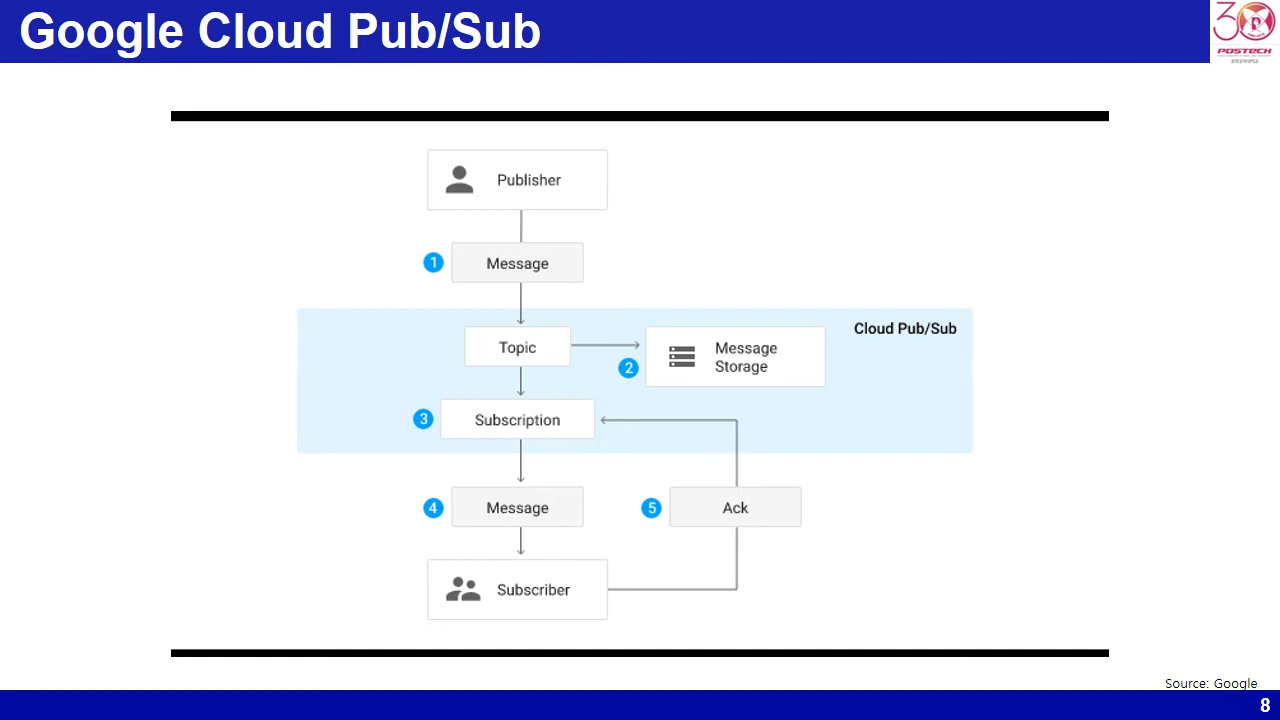 Google Cloud Pub/Sub
30
POSTECH
Publisher
1 Message
Cloud Pub/Sub
Topic
2
Message
Storage
3 Subscription
4 Message
5 Ack
Subscriber
Source: Google
8